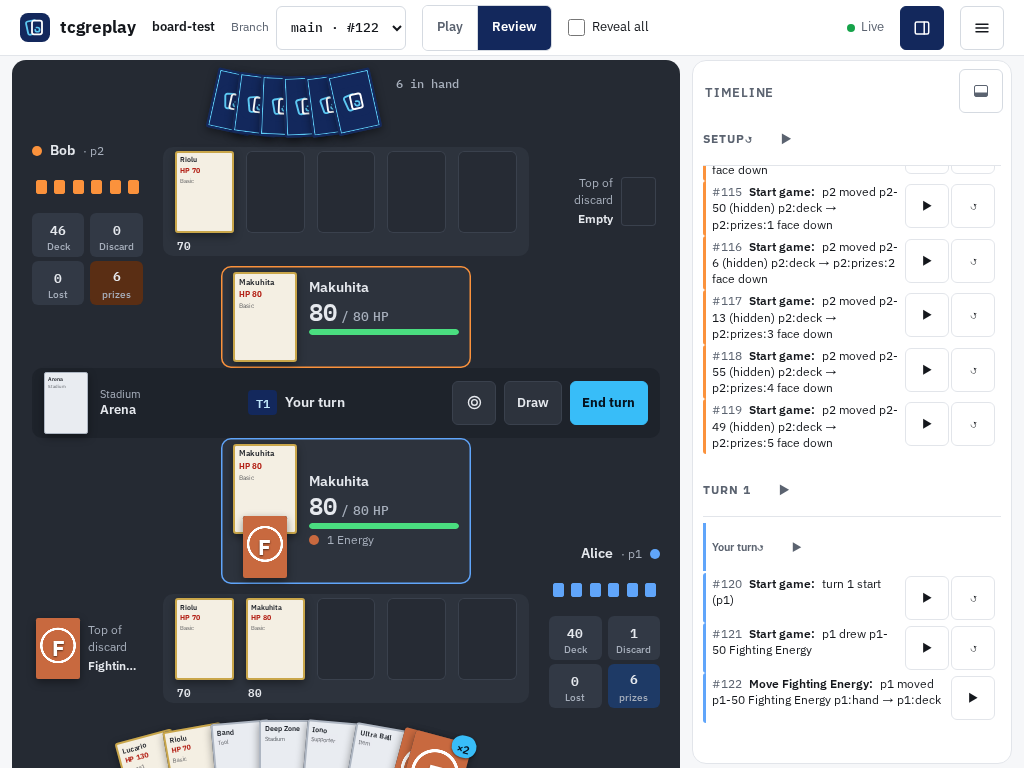 tcgreplay board-test Branch main · #122 Play Review Reveal all Live
6 in hand
Bob · p2
46 Deck
0 Discard
0 Lost
6 prizes
Riolu
HP 70
Basic
70
Top of
discard
Empty
Makuhita
HP 80
Basic
Makuhita
80 / 80 HP
Arena
Stadium
Stadium
Arena
T1 Your turn
Draw
End turn
Makuhita
HP 80
Makuhita
80 / 80 HP
F
1 Energy
Alice · p1
F
Top of
discard
Fightin...
Riolu
HP 70
Basic
70
Makuhita
HP 80
Basic
80
40 Deck
1 Discard
0 Lost
6 prizes
Lucario
HP 130
Riolu
HP 70
Basic
Band
Tool
Deep Zone
Stadium
Iono
Supporter
Ultra Ball
Item
×2
TIMELINE
SETUP↺ ▶
face down
#115 Start game: p2 moved p2-
50 (hidden) p2:deck →
p2:prizes:1 face down
▶ ↺
#116 Start game: p2 moved p2-
6 (hidden) p2:deck → p2:prizes:2
face down
▶ ↺
#117 Start game: p2 moved p2-
13 (hidden) p2:deck →
p2:prizes:3 face down
▶ ↺
#118 Start game: p2 moved p2-
55 (hidden) p2:deck →
p2:prizes:4 face down
▶ ↺
#119 Start game: p2 moved p2-
49 (hidden) p2:deck →
p2:prizes:5 face down
▶ ↺
TURN 1 ▶
Your turn↺ ▶
#120 Start game: turn 1 start
(p1)
▶ ↺
#121 Start game: p1 drew p1-
50 Fighting Energy
▶ ↺
#122 Move Fighting Energy: p1 moved
p1-50 Fighting Energy p1:hand → p1:deck
▶